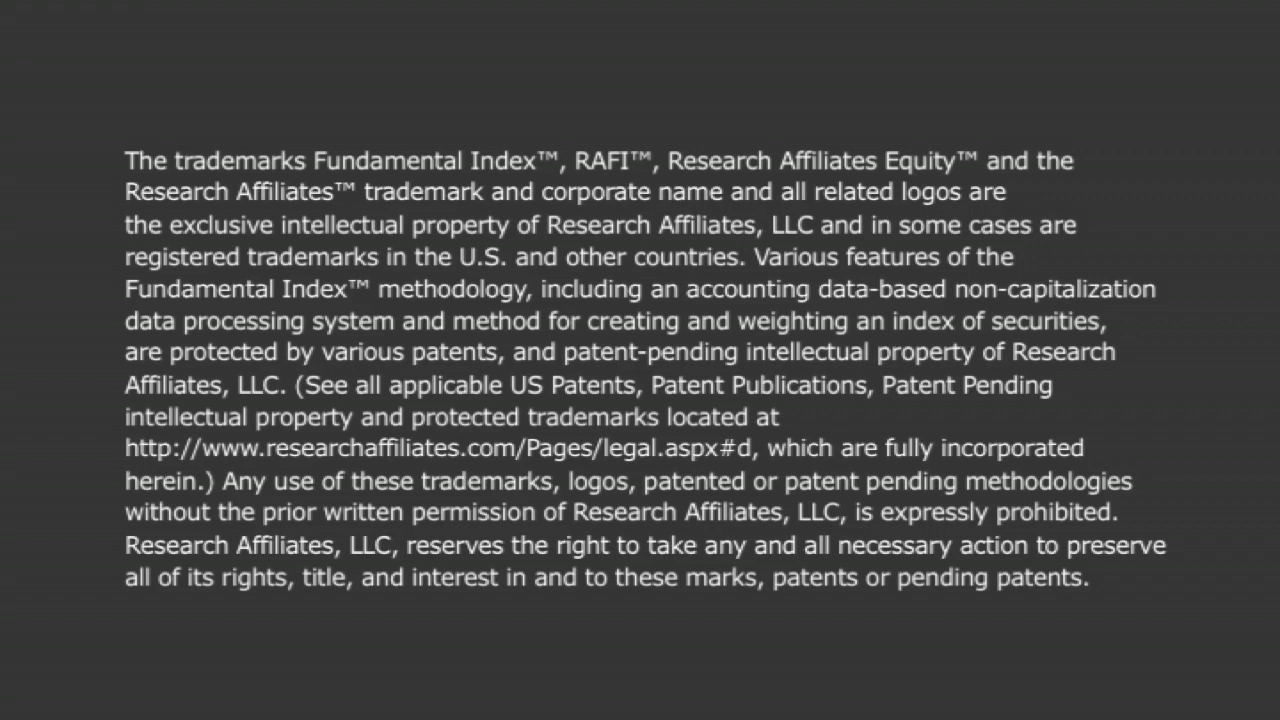 The trademarks Fundamental Index™, RAFI™, Research Affiliates Equity™ and the
Research Affiliates™ trademark and corporate name and all related logos are
the exclusive intellectual property of Research Affiliates, LLC and in some cases are
registered trademarks in the U.S. and other countries. Various features of the
Fundamental Index™ methodology, including an accounting data-based non-capitalization
data processing system and method for creating and weighting an index of securities,
are protected by various patents, and patent-pending intellectual property of Research
Affiliates, LLC. (See all applicable US Patents, Patent Publications, Patent Pending
intellectual property and protected trademarks located at
http://www.researchaffiliates.com/Pages/legal.aspx#d, which are fully incorporated
herein.) Any use of these trademarks, logos, patented or patent pending methodologies
without the prior written permission of Research Affiliates, LLC, is expressly prohibited.
Research Affiliates, LLC, reserves the right to take any and all necessary action to preserve
all of its rights, title, and interest in and to these marks, patents or pending patents.